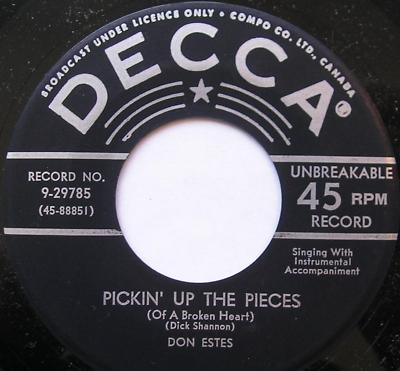 BROADCAST UNDER LICENCE ONLY • COMPO CO. LTD., CANADA
DECCA®
RECORD NO.
9-29785
(45-88851)
UNBREAKABLE
45 RPM
RECORD
Singing With
Instrumental
Accompaniment
PICKIN' UP THE PIECES
(Of A Broken Heart)
(Dick Shannon)
DON ESTES